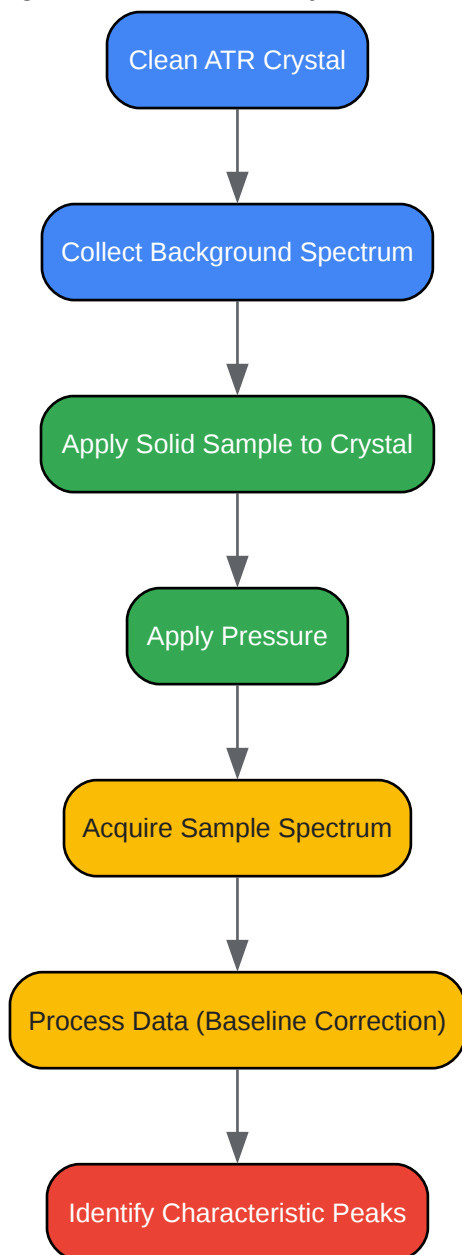 Clean ATR Crystal
Collect Background Spectrum
Apply Solid Sample to Crystal
Apply Pressure
Acquire Sample Spectrum
Process Data (Baseline Correction)
Identify Characteristic Peaks